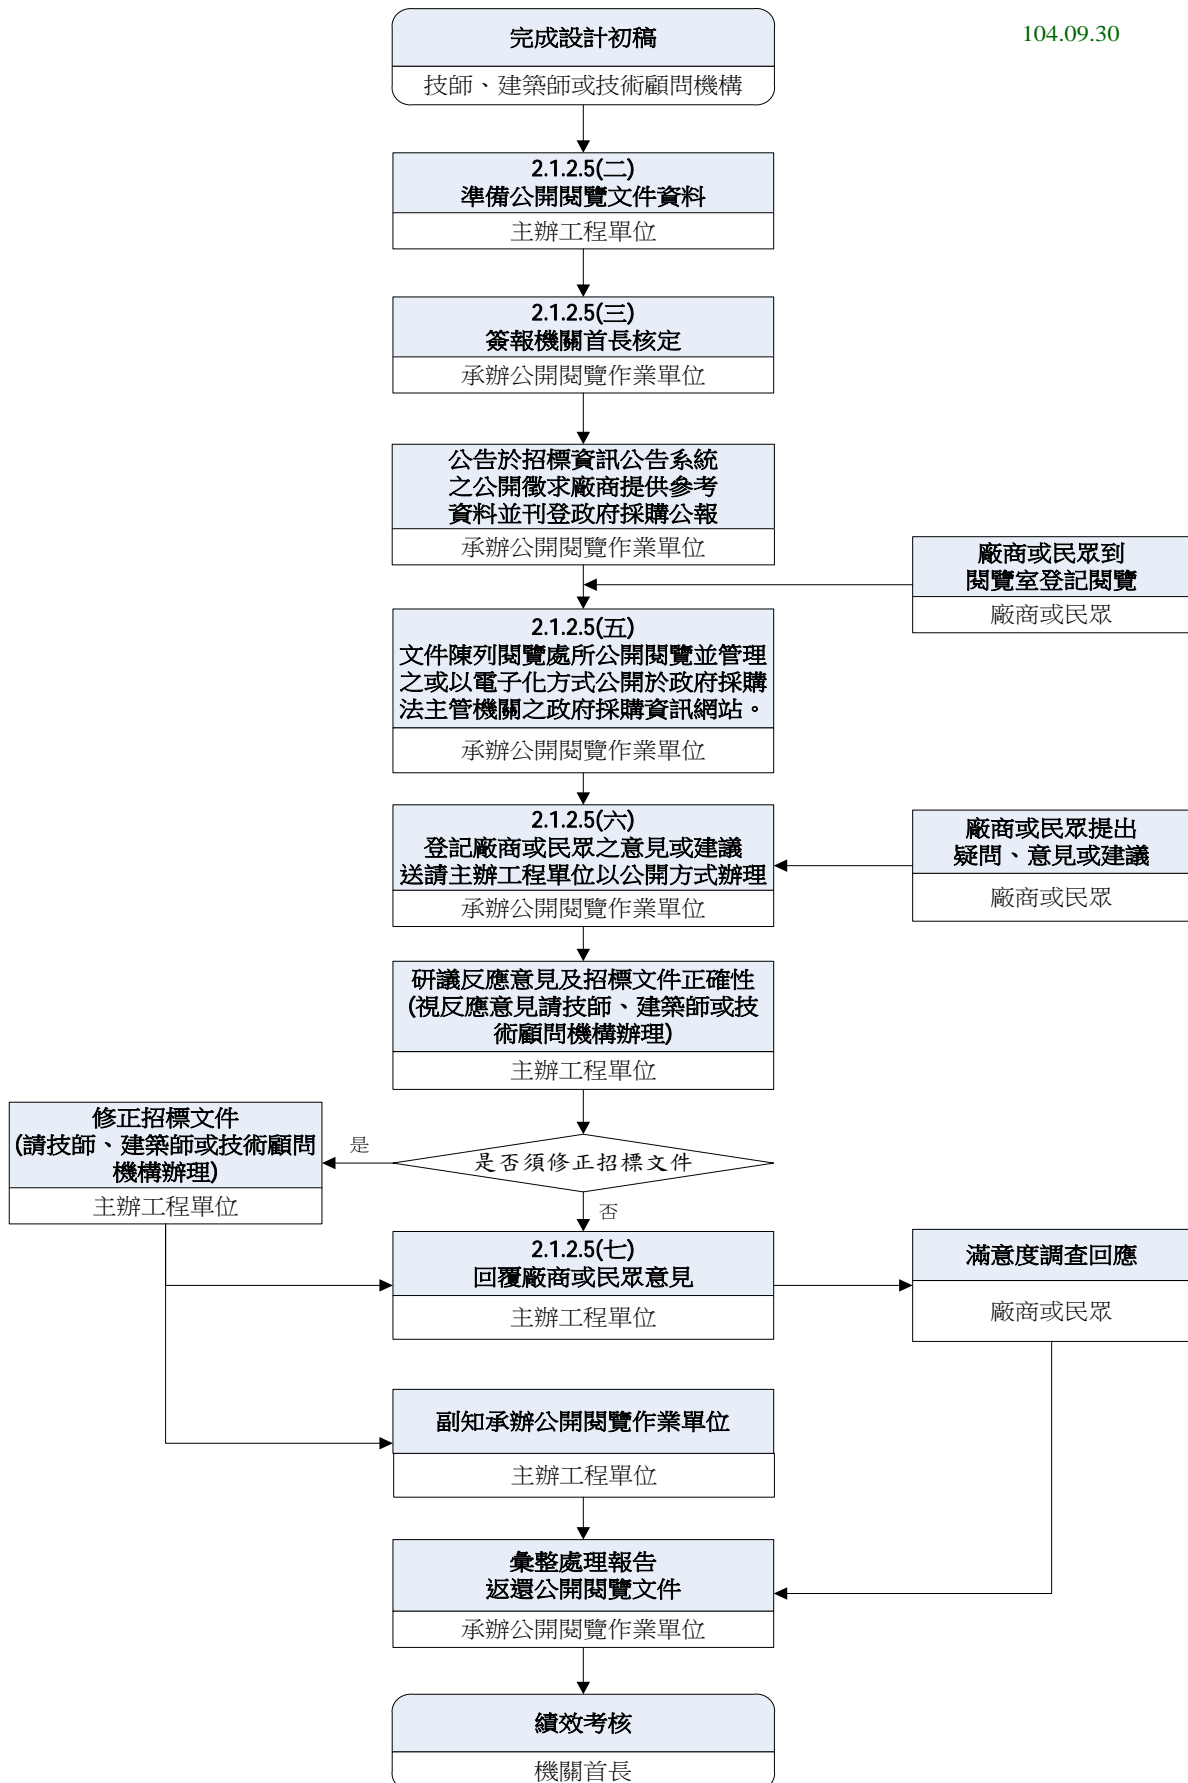 完成設計初稿
104.09.30
技師、建築師或技術顧問機構
2.1.2.5(二)
準備公開閱覽文件資料
主辦工程單位
2.1.2.5(三)
簽報機關首長核定
承辦公開閱覽作業單位
公告於招標資訊公告系統
之公開徵求廠商提供參考
資料並刊登政府採購公報
承辦公開閱覽作業單位
廠商或民眾到
閱覽室登記閱覽
廠商或民眾
2.1.2.5(五)
文件陳列閱覽處所公開閱覽並管理
之或以電子化方式公開於政府採購
法主管機關之政府採購資訊網站。
承辦公開閱覽作業單位
2.1.2.5(六)
登記廠商或民眾之意見或建議
送請主辦工程單位以公開方式辦理
承辦公開閱覽作業單位
廠商或民眾提出
疑問、意見或建議
廠商或民眾
研議反應意見及招標文件正確性
(視反應意見請技師、建築師或技
術顧問機構辦理)
主辦工程單位
是否須修正招標文件
是
修正招標文件
(請技師、建築師或技術顧問
機構辦理)
主辦工程單位
否
2.1.2.5(七)
回覆廠商或民眾意見
主辦工程單位
滿意度調查回應
廠商或民眾
副知承辦公開閱覽作業單位
主辦工程單位
彙整處理報告
返還公開閱覽文件
承辦公開閱覽作業單位
績效考核
機關首長